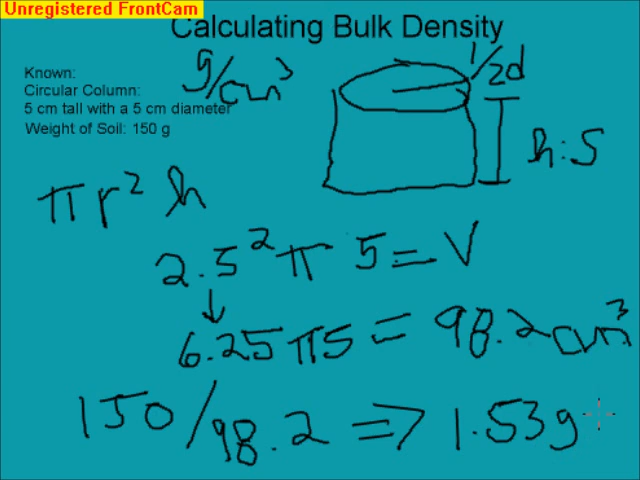 Unregistered FrontCam
Calculating Bulk Density
Known:
Circular Column:
5 cm tall with a 5 cm diameter
Weight of Soil: 150 g
g/cm³
1/2d
h:5
πr² h
2.5² π 5 = V
↓
6.25π5 = 98.2 cm³
150/98.2 => 1.53g